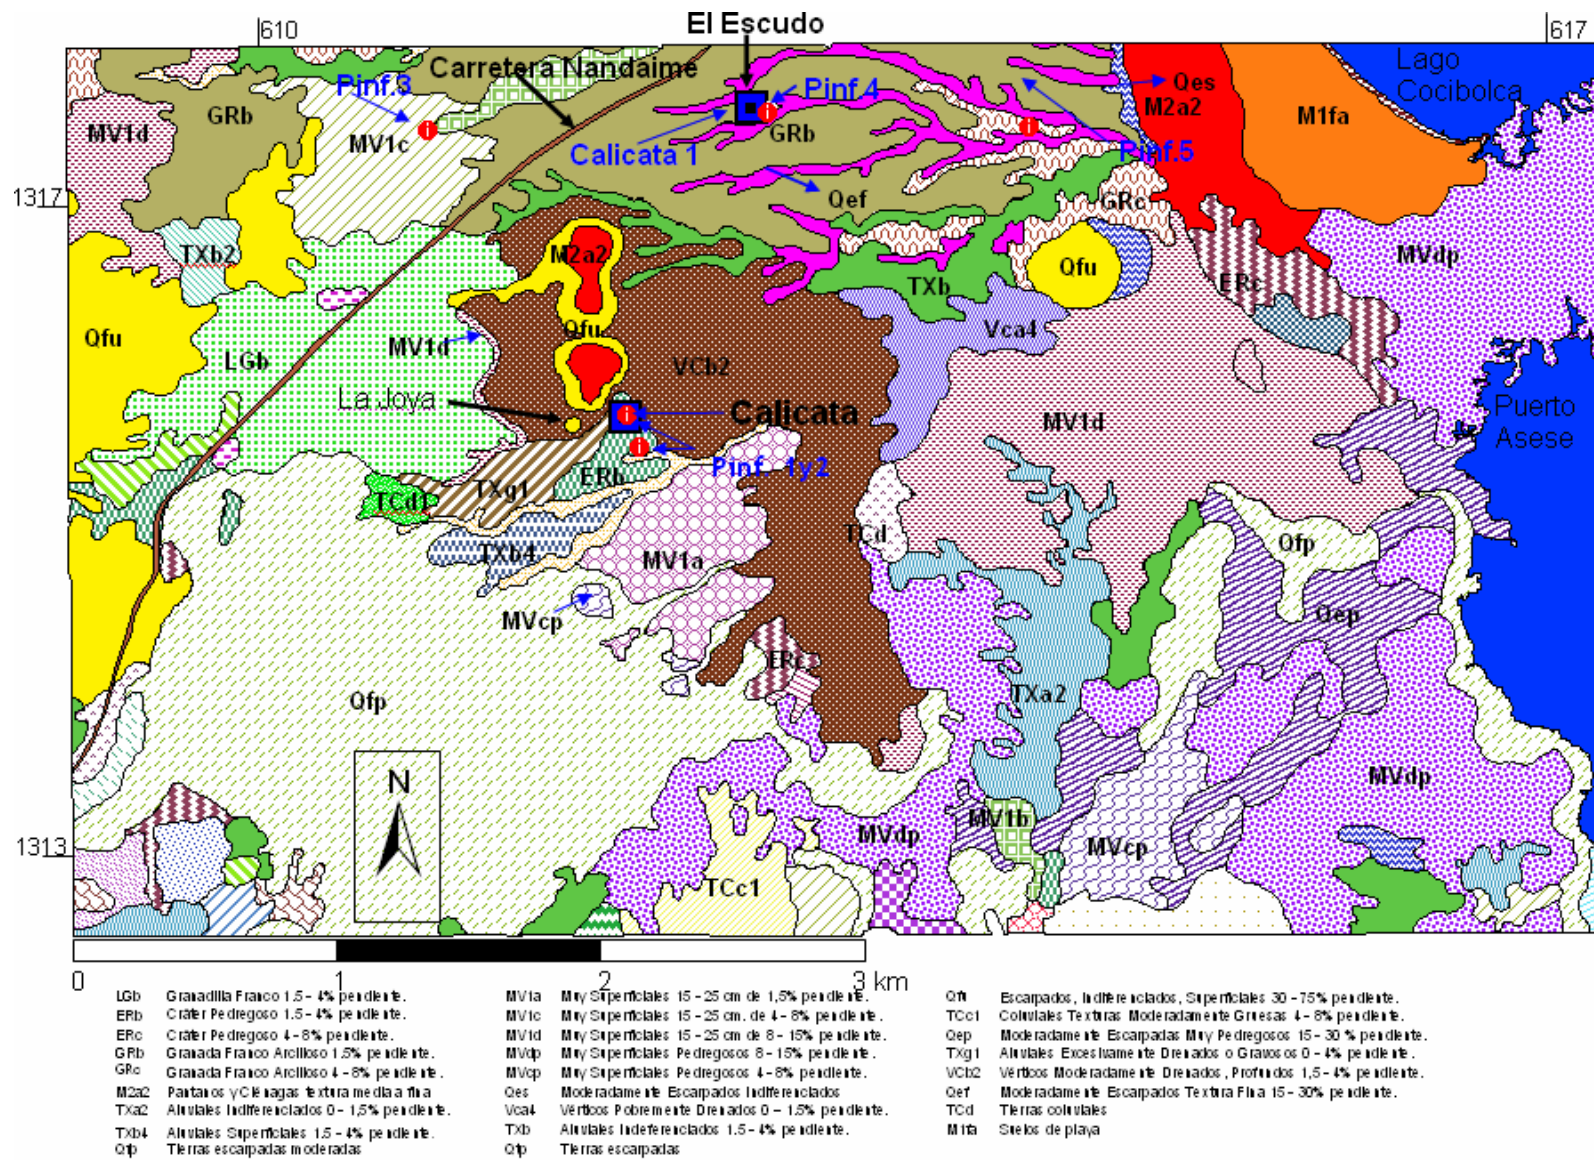 El Escudo
610
617
Carretera Nandaime
Lago
Cocibolca
Pinf.3
Pinf.4
Qes
M2a2
GRb
M1fa
MV1d
MV1c
GRb
Calicata 1
Pinf.5
1317
Qef
GRc
TXb2
M2a2
MVdp
Qfu
TXb
ERc
Qfu
Qfu
Vca4
MV1d
LGb
VCb2
La Joya
Calicata
Puerto
Asese
MV1d
Pinf. 1y2
ERb
TXg1
TCd1
TCd
Qfp
TXb4
MV1a
MVcp
Qep
ERc
TXa2
Qfp
N
MVdp
MV1b
MVdp
MVcp
1313
TCc1
0 1 2 3 km
LGb Granadilla Franco 1.5 - 4% pendiente.
ERb Cráter Pedregoso 1.5 - 4% pendiente.
ERc Cráter Pedregoso 4 - 8% pendiente.
GRb Granada Franco Arcilloso 1.5% pendiente.
GRc Granada Franco Arcilloso 4 - 8% pendiente.
M2a2 Pantanos y Ciénagas textura media a fina
TXa2 Aluviales Indiferenciados 0 - 1,5% pendiente.
TXb4 Aluviales Superficiales 1.5 - 4% pendiente.
Qfp Tierras escarpadas moderadas
MV1a Muy Superficiales 15 - 25 cm de 1,5% pendiente.
MV1c Muy Superficiales 15 - 25 cm. de 4 - 8% pendiente.
MV1d Muy Superficiales 15 - 25 cm de 8 - 15% pendiente.
MVdp Muy Superficiales Pedregosos 8 - 15% pendiente.
MVcp Muy Superficiales Pedregosos 4 - 8% pendiente.
Qes Moderadamente Escarpados Indiferenciados
Vca4 Vérticos Pobremente Drenados 0 - 1.5% pendiente.
TXb Aluviales Indeferenciados 1.5 - 4% pendiente.
Qfp Tierras escarpadas
Qfu Escarpados, Indiferenciados, Superficiales 30 - 75% pendiente.
TCc1 Coluviales Texturas Moderadamente Gruesas 4 - 8% pendiente.
Qep Moderadamente Escarpadas Muy Pedregosos 15 - 30 % pendiente.
TXg1 Aluviales Excesivamente Drenados o Gravosos 0 - 4% pendiente.
VCb2 Vérticos Moderadamente Drenados, Profundos 1,5 - 4% pendiente.
Qef Moderadamente Escarpados Textura Fina 15 - 30% pendiente.
TCd Tierras coluviales
M1fa Suelos de playa